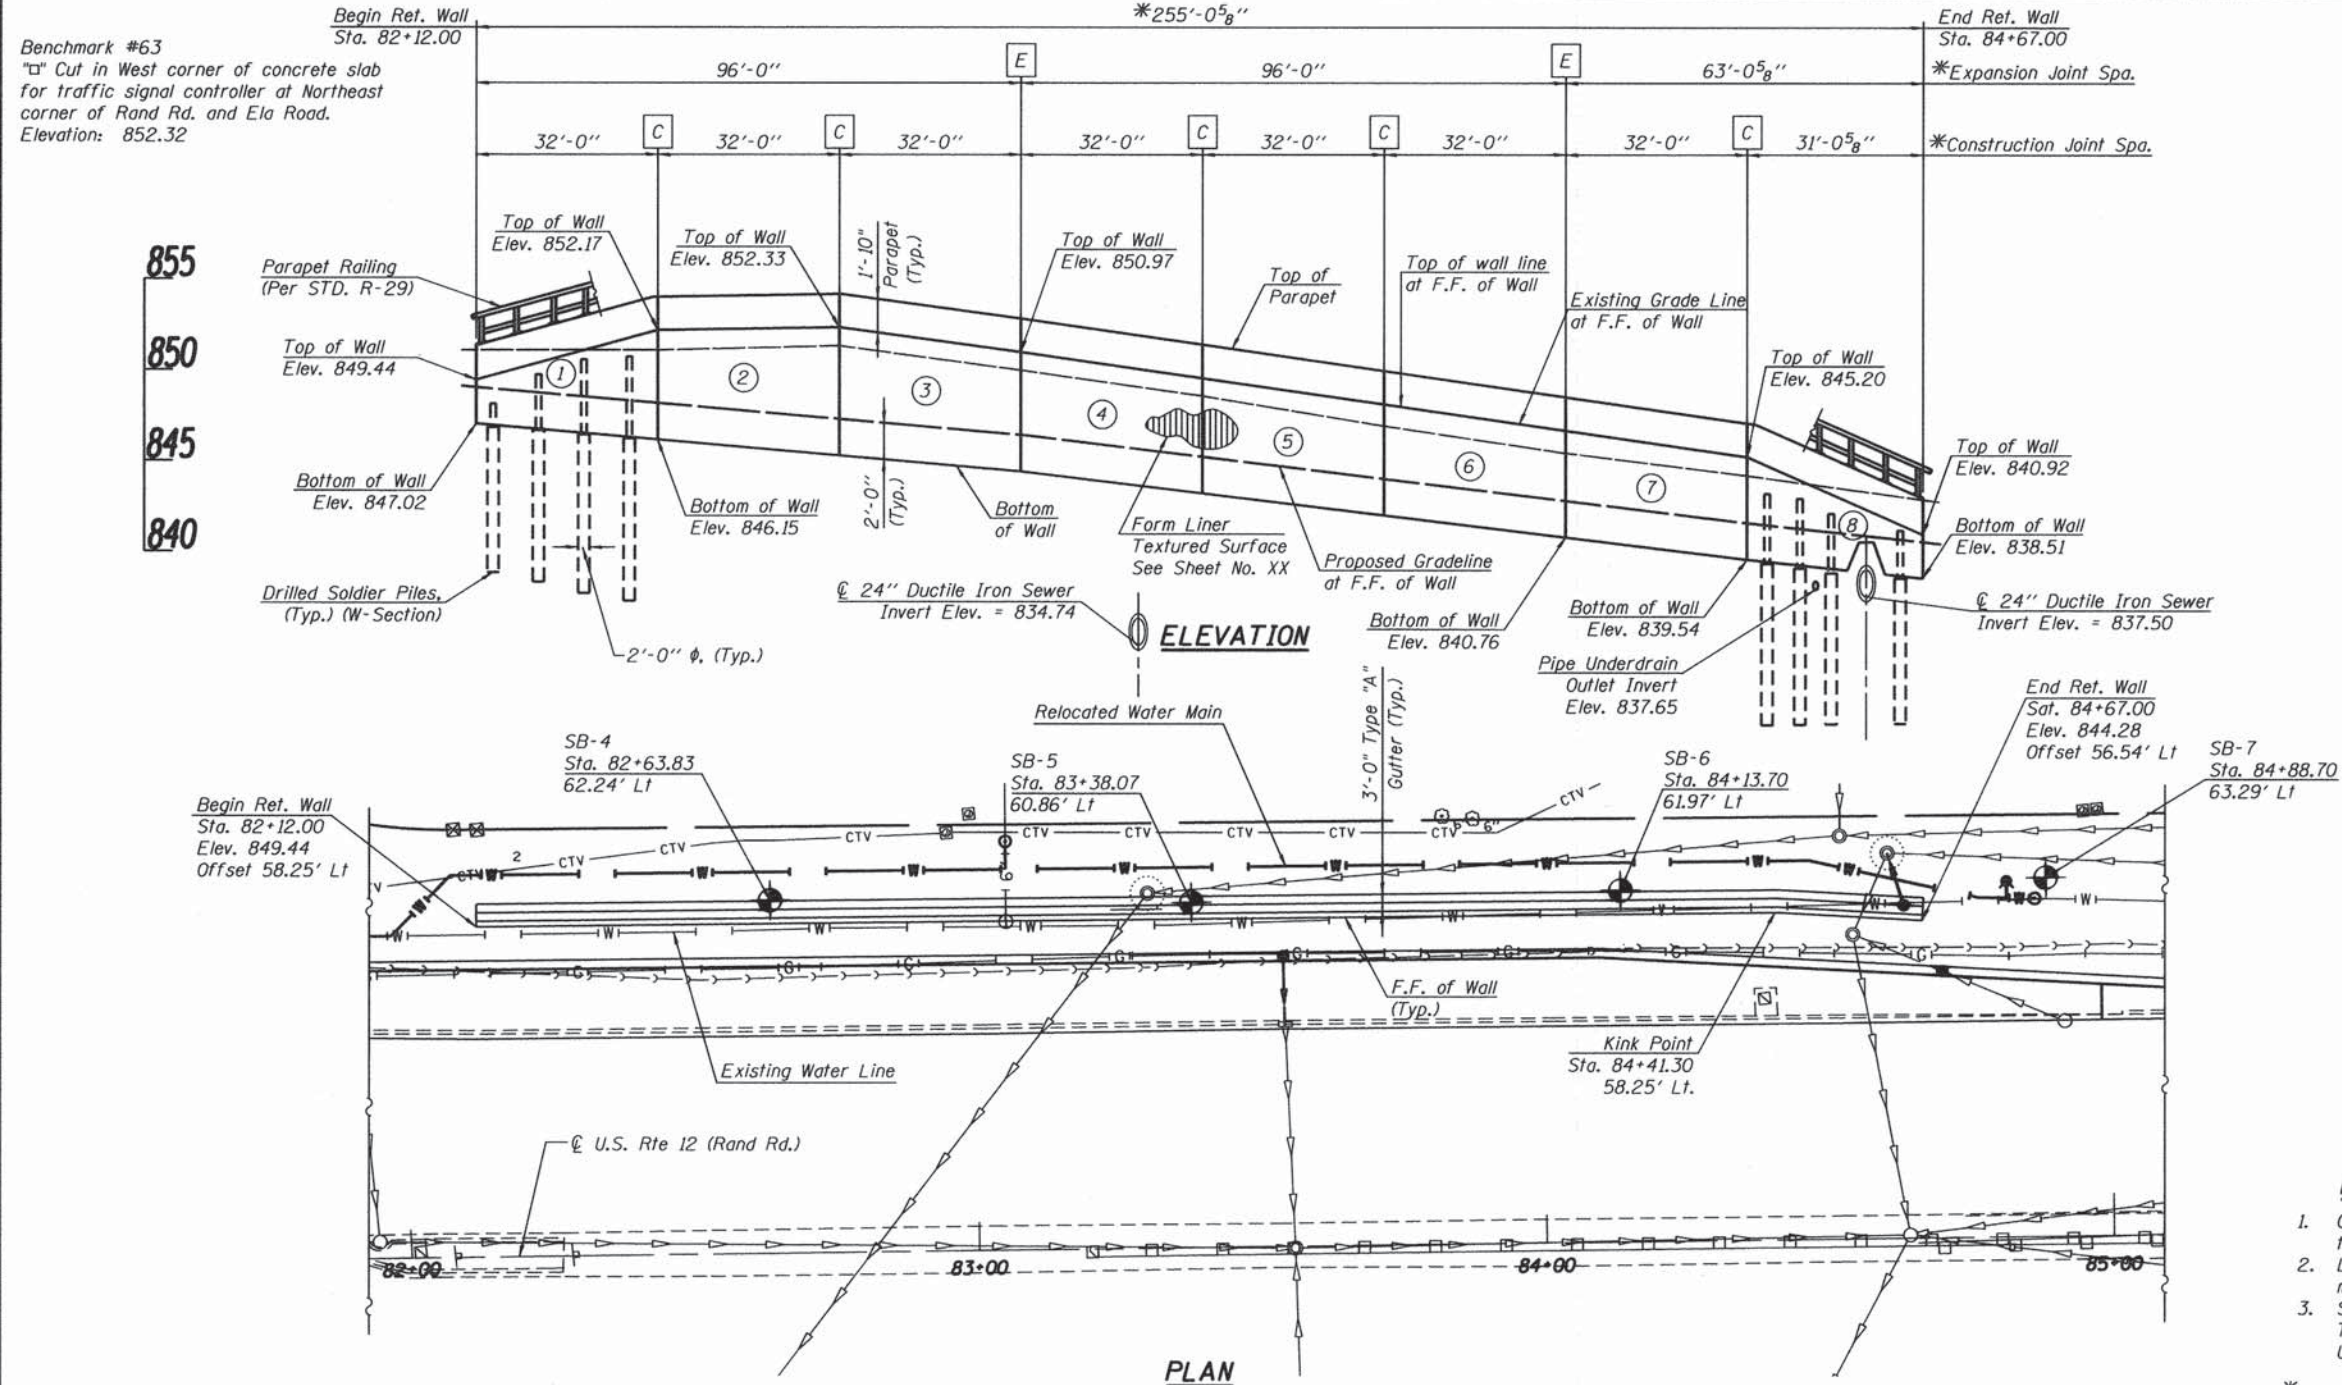 Begin Ret. Wall
Sta. 82+12.00
*255'-0 5/8"
End Ret. Wall
Sta. 84+67.00
Benchmark #63
"□" Cut in West corner of concrete slab
for traffic signal controller at Northeast
corner of Rand Rd. and Ela Road.
Elevation: 852.32
96'-0"
E
96'-0"
E
63'-0 5/8"
*Expansion Joint Spa.
32'-0"
C
32'-0"
C
32'-0"
32'-0"
C
32'-0"
C
32'-0"
32'-0"
C
31'-0 5/8"
*Construction Joint Spa.
855
850
845
840
Parapet Railing
(Per STD. R-29)
Top of Wall
Elev. 849.44
Top of Wall
Elev. 852.17
Top of Wall
Elev. 852.33
1'-10"
Parapet
(Typ.)
Top of Wall
Elev. 850.97
Top of
Parapet
Top of wall line
at F.F. of Wall
Existing Grade Line
at F.F. of Wall
Top of Wall
Elev. 845.20
Top of Wall
Elev. 840.92
1
2
3
4
5
6
7
8
Bottom of Wall
Elev. 847.02
Bottom of Wall
Elev. 846.15
2'-0"
(Typ.)
Bottom
of Wall
Form Liner
Textured Surface
See Sheet No. XX
Proposed Gradeline
at F.F. of Wall
Bottom of Wall
Elev. 840.76
Bottom of Wall
Elev. 839.54
Bottom of Wall
Elev. 838.51
Drilled Soldier Piles,
(Typ.) (W-Section)
2'-0" ϕ, (Typ.)
℄ 24" Ductile Iron Sewer
Invert Elev. = 834.74
℄ 24" Ductile Iron Sewer
Invert Elev. = 837.50
Pipe Underdrain
Outlet Invert
Elev. 837.65
ELEVATION
Relocated Water Main
3'-0" Type "A"
Gutter (Typ.)
End Ret. Wall
Sat. 84+67.00
Elev. 844.28
Offset 56.54' Lt
SB-4
Sta. 82+63.83
62.24' Lt
SB-5
Sta. 83+38.07
60.86' Lt
SB-6
Sta. 84+13.70
61.97' Lt
SB-7
Sta. 84+88.70
63.29' Lt
Begin Ret. Wall
Sta. 82+12.00
Elev. 849.44
Offset 58.25' Lt
2
CTV CTV CTV CTV CTV CTV CTV CTV CTV CTV
6"
W W W W W W W W
W W W W W W W W W
G G G G G G G
F.F. of Wall
(Typ.)
Kink Point
Sta. 84+41.30
58.25' Lt.
Existing Water Line
℄ U.S. Rte 12 (Rand Rd.)
82+00
83+00
84+00
85+00
1.
2.
3.
PLAN